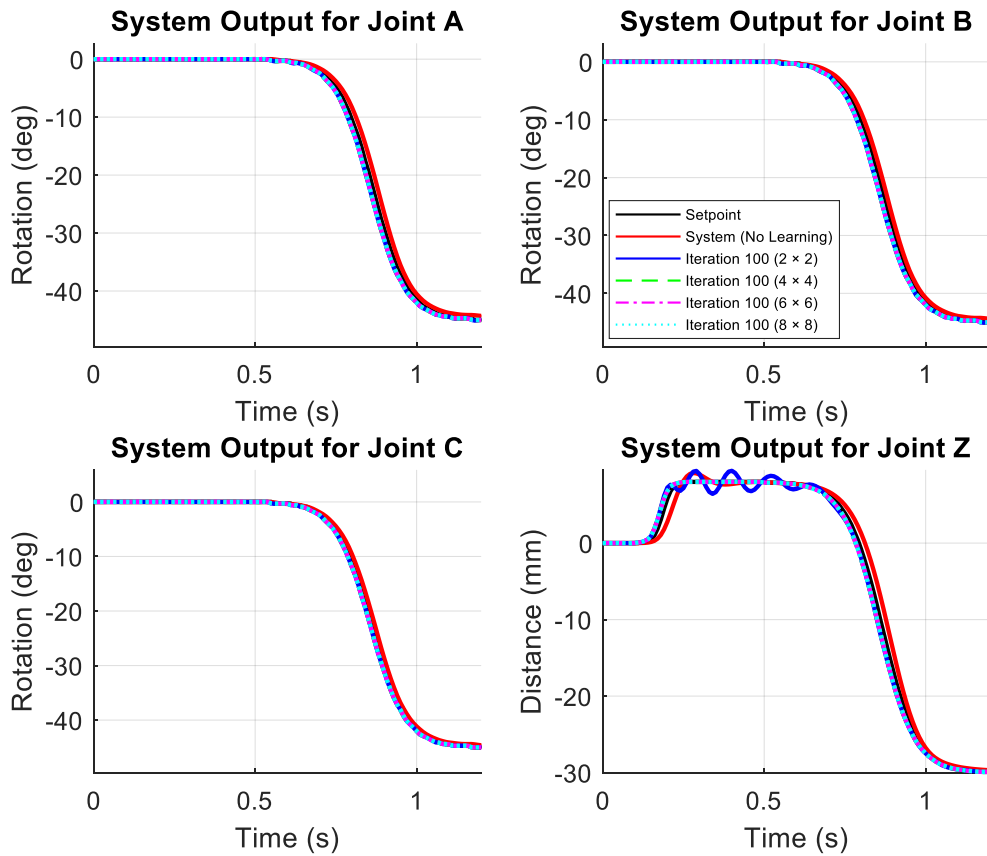 System Output for Joint A
0
-10
-20
-30
-40
Rotation (deg)
0
0.5
1
Time (s)
System Output for Joint B
0
-10
-20
-30
-40
Rotation (deg)
Setpoint
System (No Learning)
Iteration 100 (2 × 2)
Iteration 100 (4 × 4)
Iteration 100 (6 × 6)
Iteration 100 (8 × 8)
0
0.5
1
Time (s)
System Output for Joint C
0
-10
-20
-30
-40
Rotation (deg)
0
0.5
1
Time (s)
System Output for Joint Z
0
-10
-20
-30
Distance (mm)
0
0.5
1
Time (s)